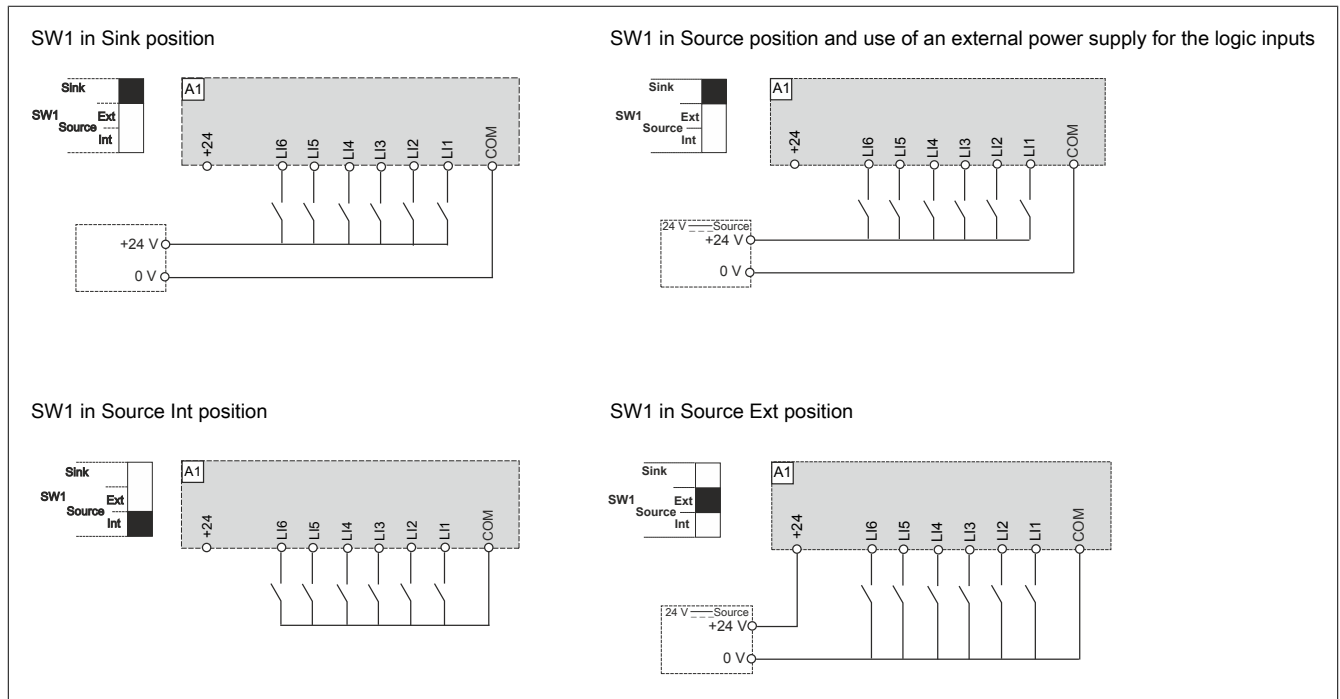 SW1 in Sink position
Sink
SW1
Ext
Source
Int
A1
+24
LI6
LI5
LI4
LI3
LI2
LI1
COM
+24 V
0 V
SW1 in Source position and use of an external power supply for the logic inputs
Sink
SW1
Ext
Source
Int
A1
+24
LI6
LI5
LI4
LI3
LI2
LI1
COM
24 V Source
+24 V
0 V
SW1 in Source Int position
Sink
SW1
Ext
Source
Int
A1
+24
LI6
LI5
LI4
LI3
LI2
LI1
COM
SW1 in Source Ext position
Sink
SW1
Ext
Source
Int
A1
+24
LI6
LI5
LI4
LI3
LI2
LI1
COM
24 V Source
+24 V
0 V